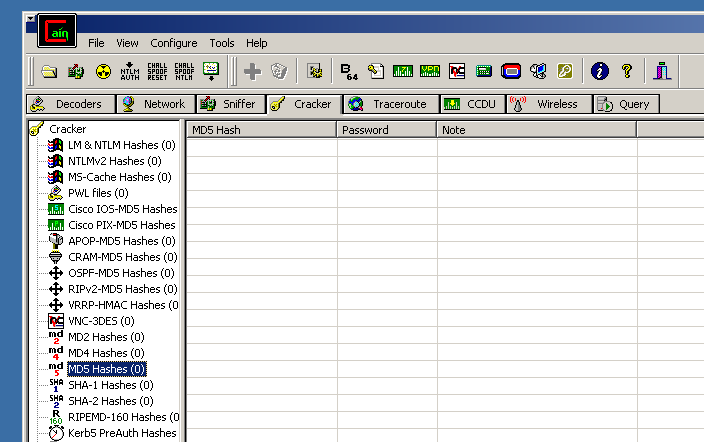 Cain
File View Configure Tools Help
NTLM AUTH CHALL SPOOF RESET CHALL SPOOF NTLM B 64 VPN
Decoders Network Sniffer Cracker Traceroute CCDU Wireless Query
Cracker
MD5 Hash Password Note
LM & NTLM Hashes (0)
NTLMv2 Hashes (0)
MS-Cache Hashes (0)
PWL files (0)
Cisco IOS-MD5 Hashes
Cisco PIX-MD5 Hashes
APOP-MD5 Hashes (0)
CRAM-MD5 Hashes (0)
OSPF-MD5 Hashes (0)
RIPv2-MD5 Hashes (0)
VRRP-HMAC Hashes (0
VNC-3DES (0)
md 2 MD2 Hashes (0)
md 4 MD4 Hashes (0)
md 5 MD5 Hashes (0)
SHA 1 SHA-1 Hashes (0)
SHA 2 SHA-2 Hashes (0)
R 160 RIPEMD-160 Hashes (0
Kerb5 PreAuth Hashes